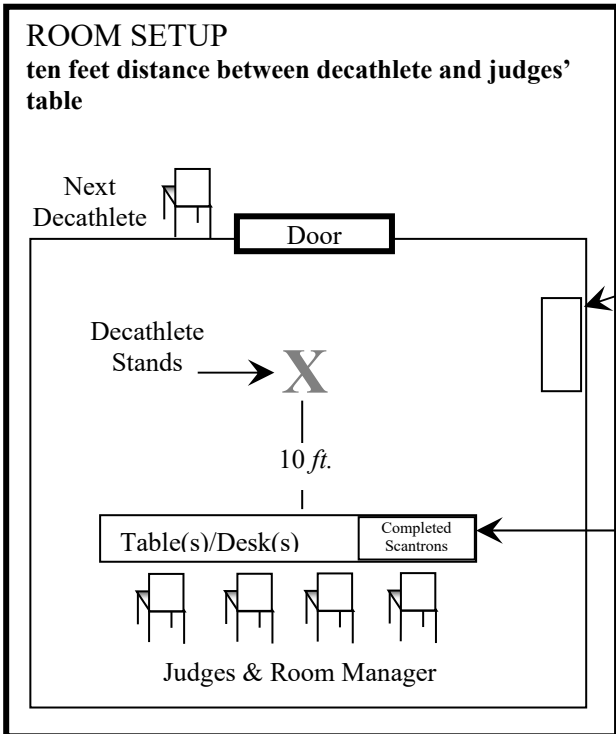 ROOM SETUP
ten feet distance between decathlete and judges’
table
Next
Decathlete
Door
Decathlete
Stands
X
10 ft.
Table(s)/Desk(s)
Completed
Scantrons
Judges & Room Manager